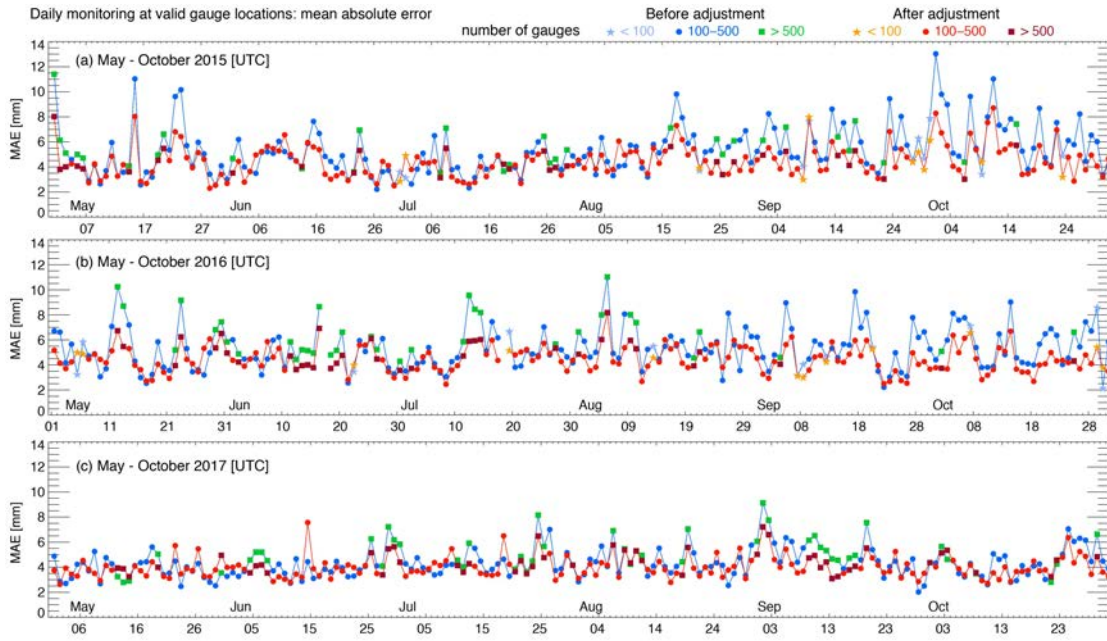 Daily monitoring at valid gauge locations: mean absolute error
Before adjustment After adjustment
number of gauges < 100 100–500 > 500 < 100 100–500 > 500
(a) May - October 2015 [UTC]
MAE [mm]
14
12
10
8
6
4
2
0
May Jun Jul Aug Sep Oct
07 17 27 06 16 26 06 16 26 05 15 25 04 14 24 04 14 24
(b) May - October 2016 [UTC]
MAE [mm]
14
12
10
8
6
4
2
0
May Jun Jul Aug Sep Oct
01 11 21 31 10 20 30 10 20 30 09 19 29 08 18 28 08 18 28
(c) May - October 2017 [UTC]
MAE [mm]
14
12
10
8
6
4
2
0
May Jun Jul Aug Sep Oct
06 16 26 05 15 25 05 15 25 04 14 24 03 13 23 03 13 23